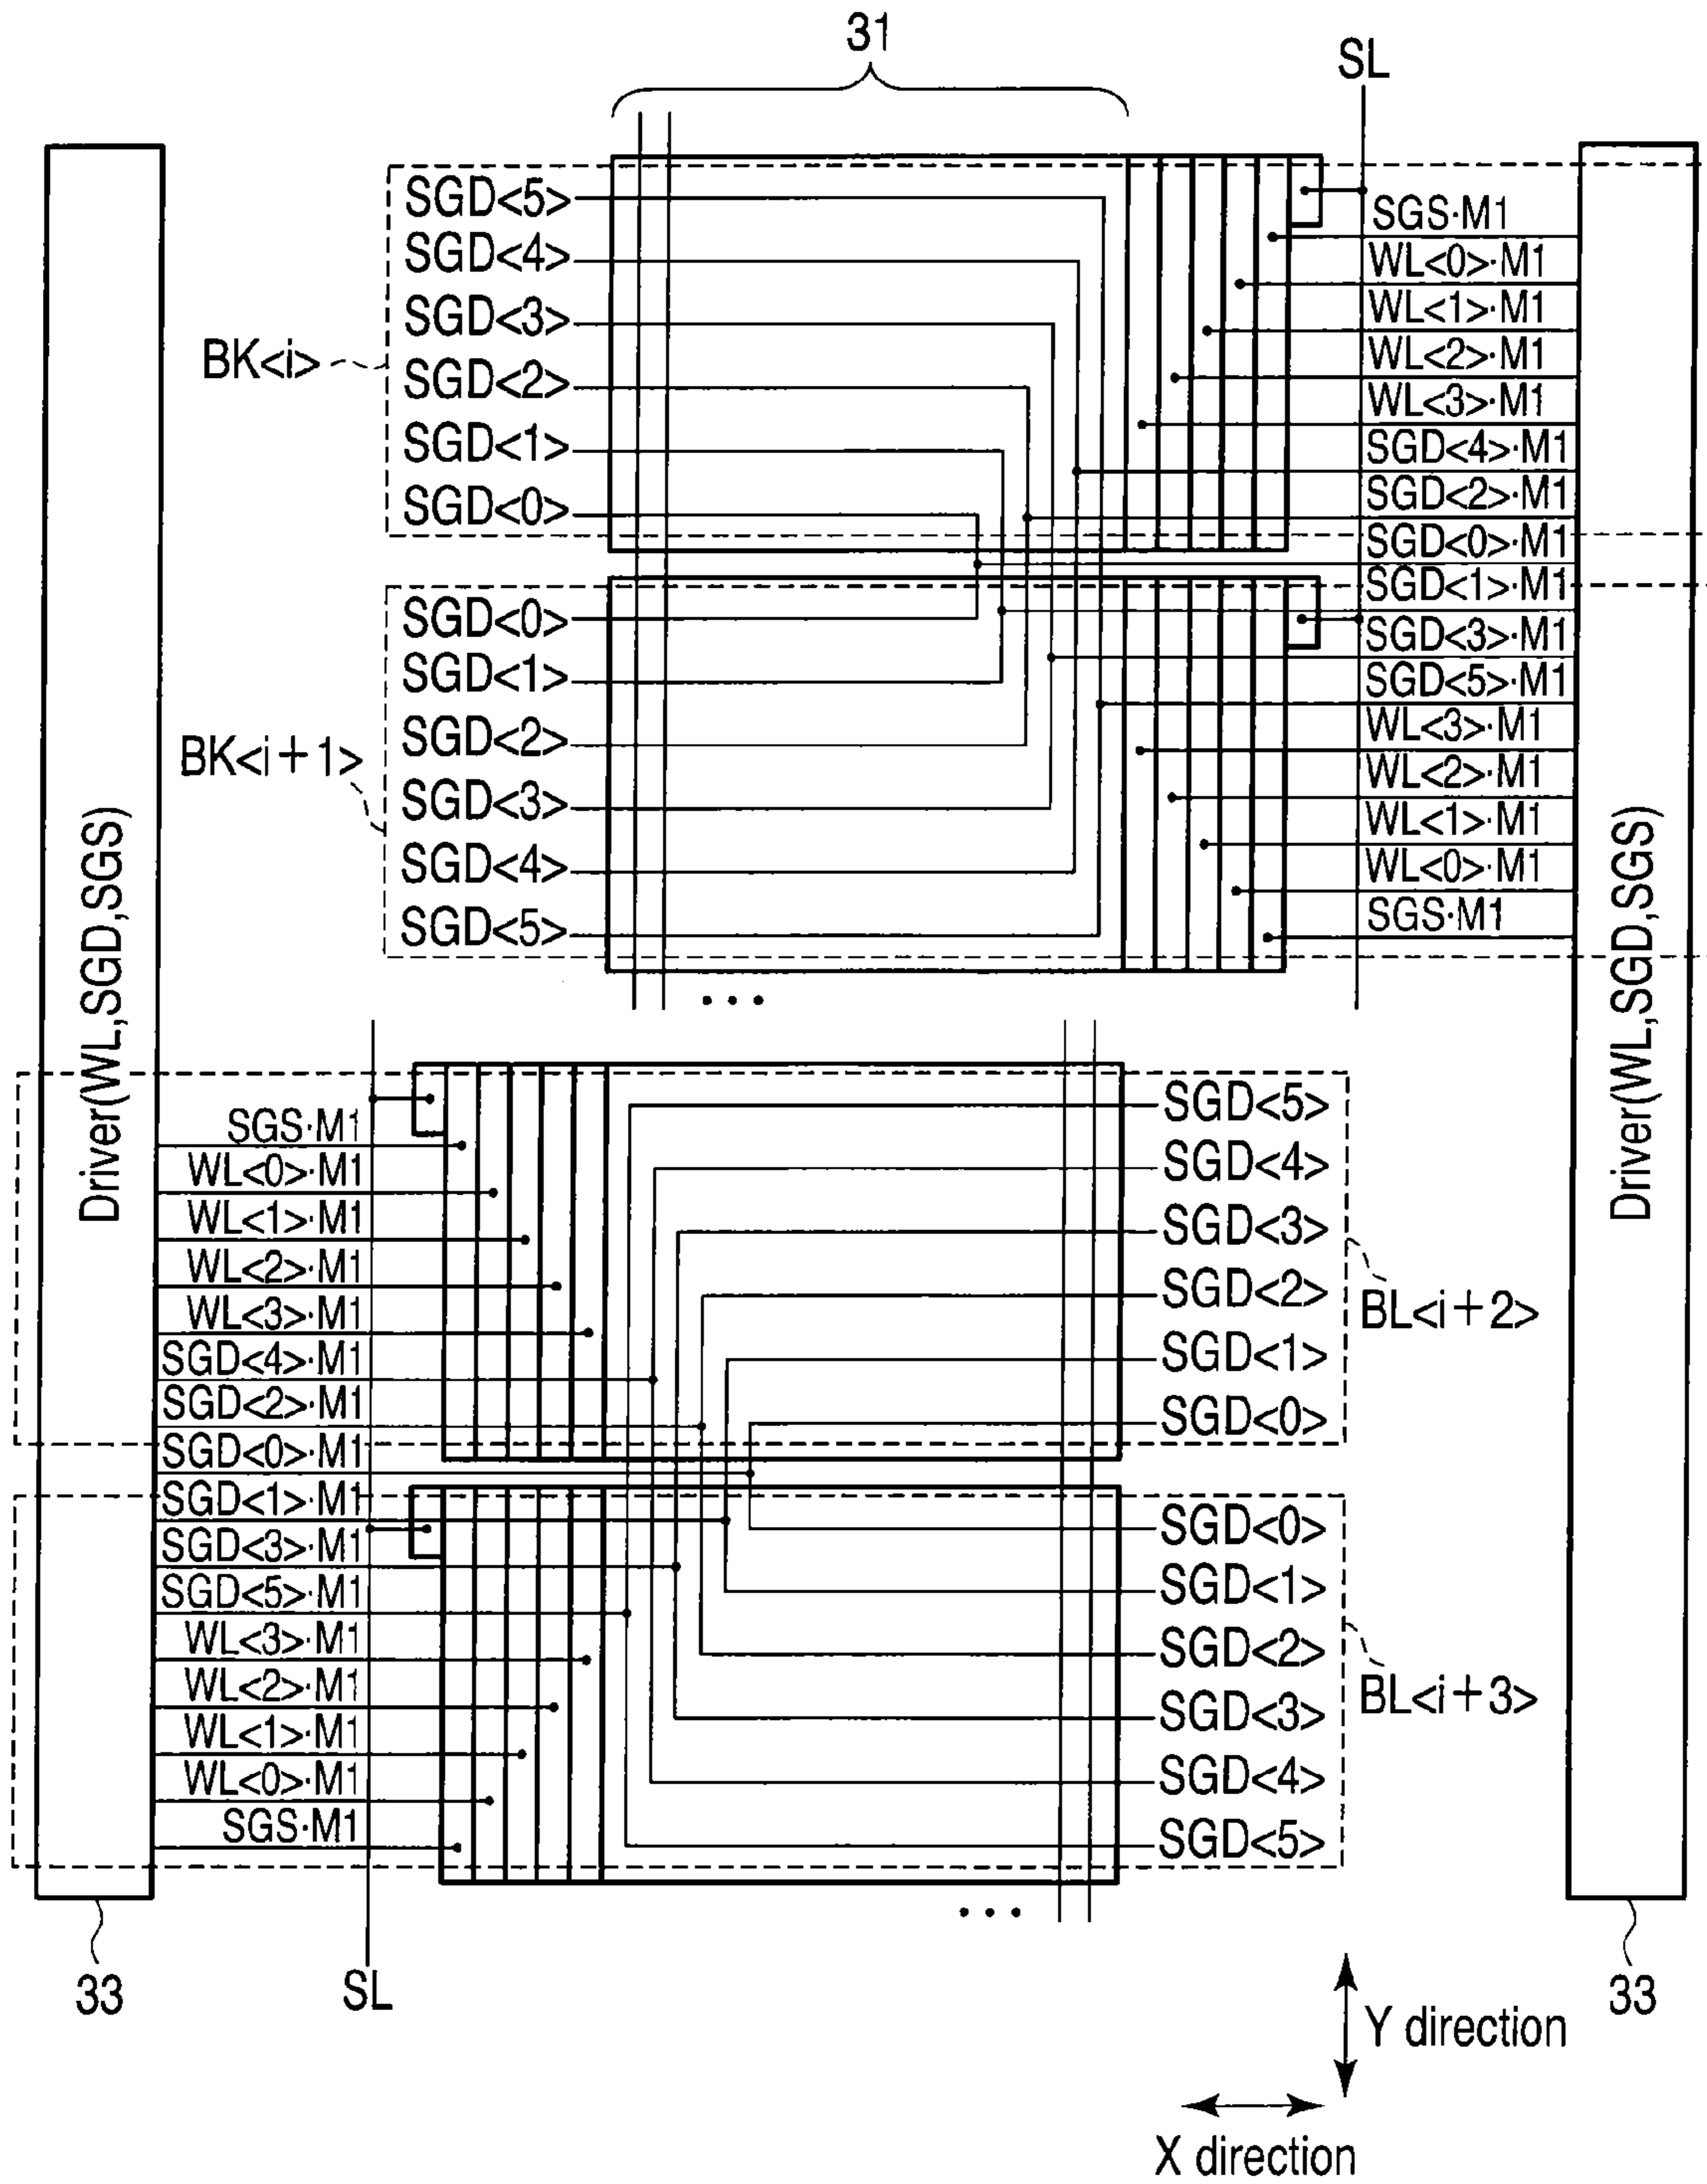 31
SL
SGD<5>
SGD<4>
SGD<3>
SGD<2>
SGD<1>
SGD<0>
BK<i>
SGS·M1
WL<0>·M1
WL<1>·M1
WL<2>·M1
WL<3>·M1
SGD<4>·M1
SGD<2>·M1
SGD<0>·M1
SGD<1>·M1
SGD<3>·M1
SGD<5>·M1
WL<3>·M1
WL<2>·M1
WL<1>·M1
WL<0>·M1
SGS·M1
SGD<0>
SGD<1>
SGD<2>
SGD<3>
SGD<4>
SGD<5>
BK<i+1>
Driver(WL,SGD,SGS)
Driver(WL,SGD,SGS)
...
SGS·M1
WL<0>·M1
WL<1>·M1
WL<2>·M1
WL<3>·M1
SGD<4>·M1
SGD<2>·M1
SGD<0>·M1
SGD<1>·M1
SGD<3>·M1
SGD<5>·M1
WL<3>·M1
WL<2>·M1
WL<1>·M1
WL<0>·M1
SGS·M1
SGD<5>
SGD<4>
SGD<3>
SGD<2>
SGD<1>
SGD<0>
BL<i+2>
SGD<0>
SGD<1>
SGD<2>
SGD<3>
SGD<4>
SGD<5>
BL<i+3>
...
33
SL
33
Y direction
X direction